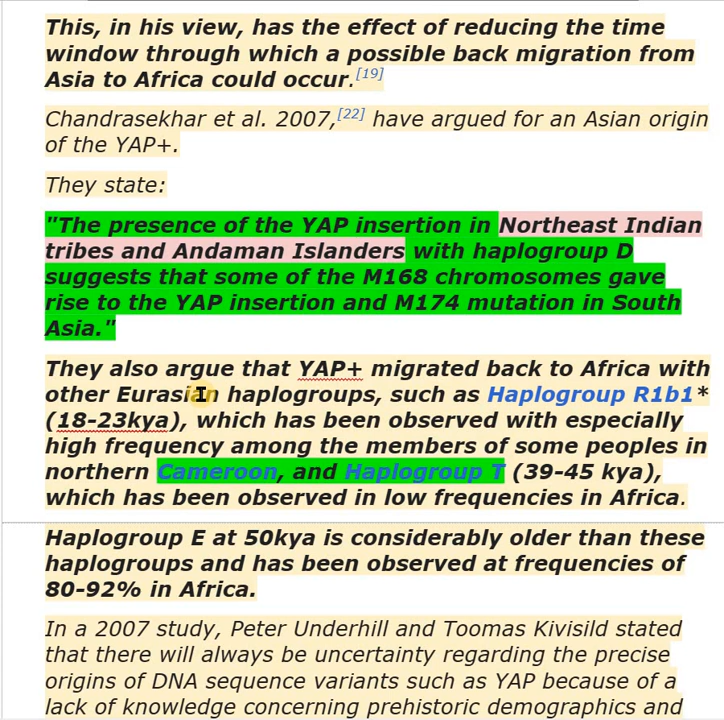 This, in his view, has the effect of reducing the time
window through which a possible back migration from
Asia to Africa could occur.[19]
Chandrasekhar et al. 2007,[22] have argued for an Asian origin
of the YAP+.
They state:
"The presence of the YAP insertion in Northeast Indian
tribes and Andaman Islanders with haplogroup D
suggests that some of the M168 chromosomes gave
rise to the YAP insertion and M174 mutation in South
Asia."
They also argue that YAP+ migrated back to Africa with
other Eurasian haplogroups, such as Haplogroup R1b1*
(18-23kya), which has been observed with especially
high frequency among the members of some peoples in
northern Cameroon, and Haplogroup T (39-45 kya),
which has been observed in low frequencies in Africa.
Haplogroup E at 50kya is considerably older than these
haplogroups and has been observed at frequencies of
80-92% in Africa.
In a 2007 study, Peter Underhill and Toomas Kivisild stated
that there will always be uncertainty regarding the precise
origins of DNA sequence variants such as YAP because of a
lack of knowledge concerning prehistoric demographics and